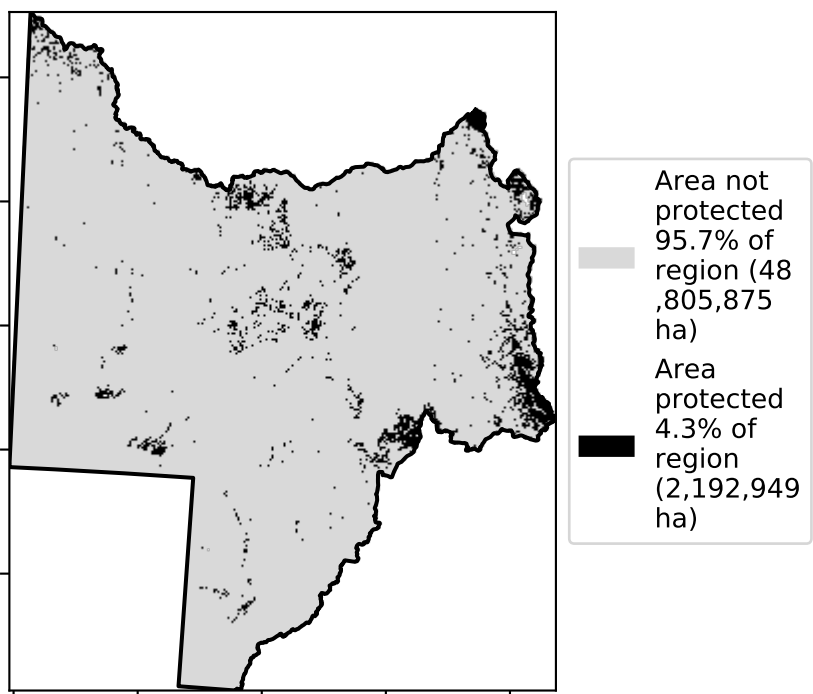 Area not
protected
95.7% of
region (48
,805,875
ha)
Area
protected
4.3% of
region
(2,192,949
ha)